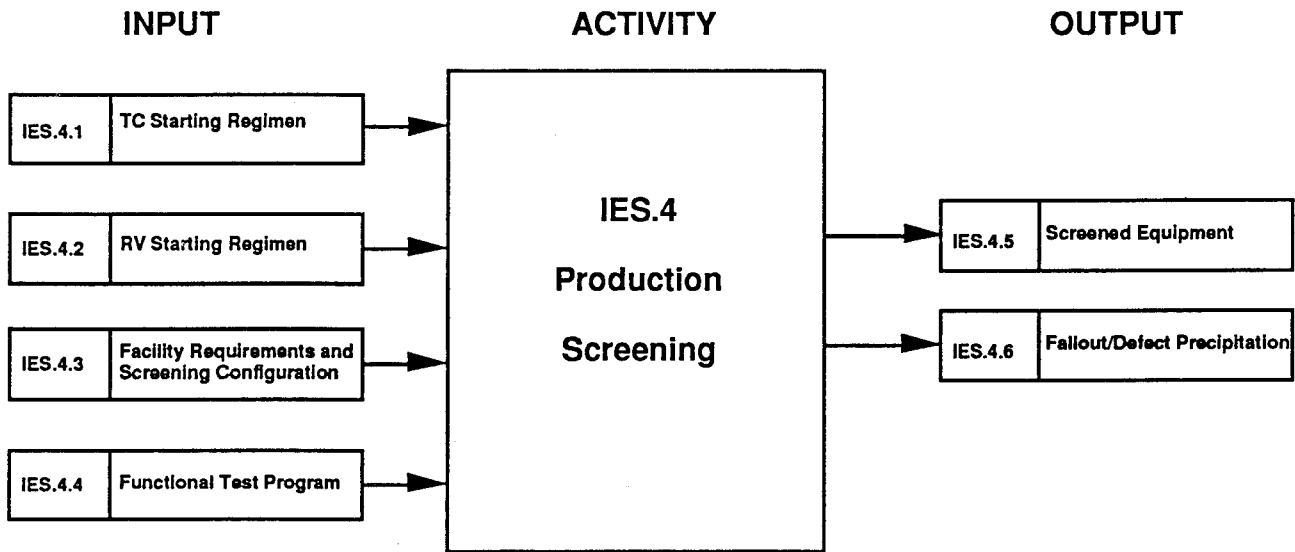 INPUT
ACTIVITY
OUTPUT
IES.4.1
TC Starting Regimen
IES.4.2
RV Starting Regimen
IES.4.3
Facility Requirements and
Screening Configuration
IES.4.4
Functional Test Program
IES.4
Production
Screening
IES.4.5
Screened Equipment
IES.4.6
Fallout/Defect Precipitation